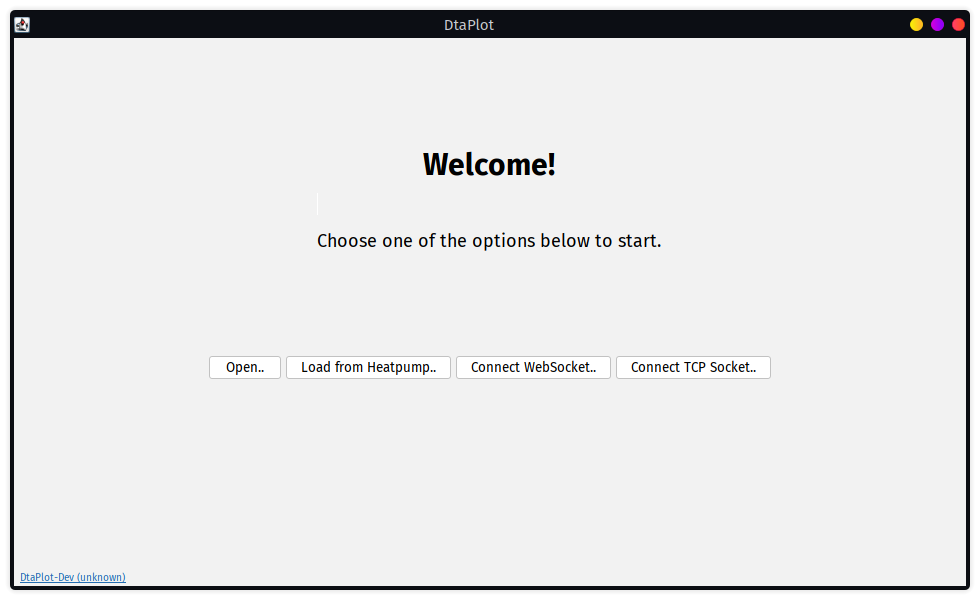 DtaPlot
Welcome!
Choose one of the options below to start.
Open.. Load from Heatpump.. Connect WebSocket.. Connect TCP Socket..
DtaPlot-Dev (unknown)